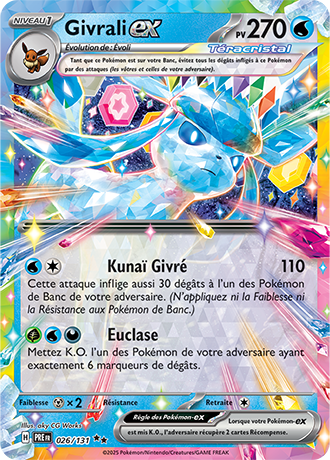 NIVEAU 1
Givrali ex
PV 270
Évolution de : Évoli
Téracristal
Tant que ce Pokémon est sur votre Banc, évitez tous les dégâts infligés à ce Pokémon
par des attaques (les vôtres et celles de votre adversaire).
Kunaï Givré 110
Cette attaque inflige aussi 30 dégâts à l'un des Pokémon
de Banc de votre adversaire. (N'appliquez ni la Faiblesse ni
la Résistance aux Pokémon de Banc.)
Euclase
Mettez K.O. l'un des Pokémon de votre adversaire ayant
exactement 6 marqueurs de dégâts.
Faiblesse × 2 Résistance Retraite
Illus. aky CG Works
Règle des Pokémon-ex
Lorsque votre Pokémon-ex
est mis K.O., l'adversaire récupère 2 cartes Récompense.
H PRE FR 026/131
©2025 Pokémon/Nintendo/Creatures/GAME FREAK